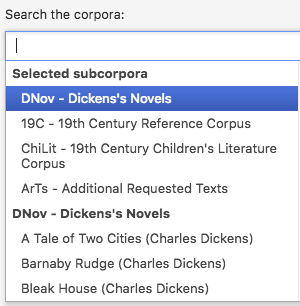 Search the corpora:
Selected subcorpora
DNov - Dickens's Novels
19C - 19th Century Reference Corpus
ChiLit - 19th Century Children's Literature
Corpus
ArTs - Additional Requested Texts
DNov - Dickens's Novels
A Tale of Two Cities (Charles Dickens)
Barnaby Rudge (Charles Dickens)
Bleak House (Charles Dickens)